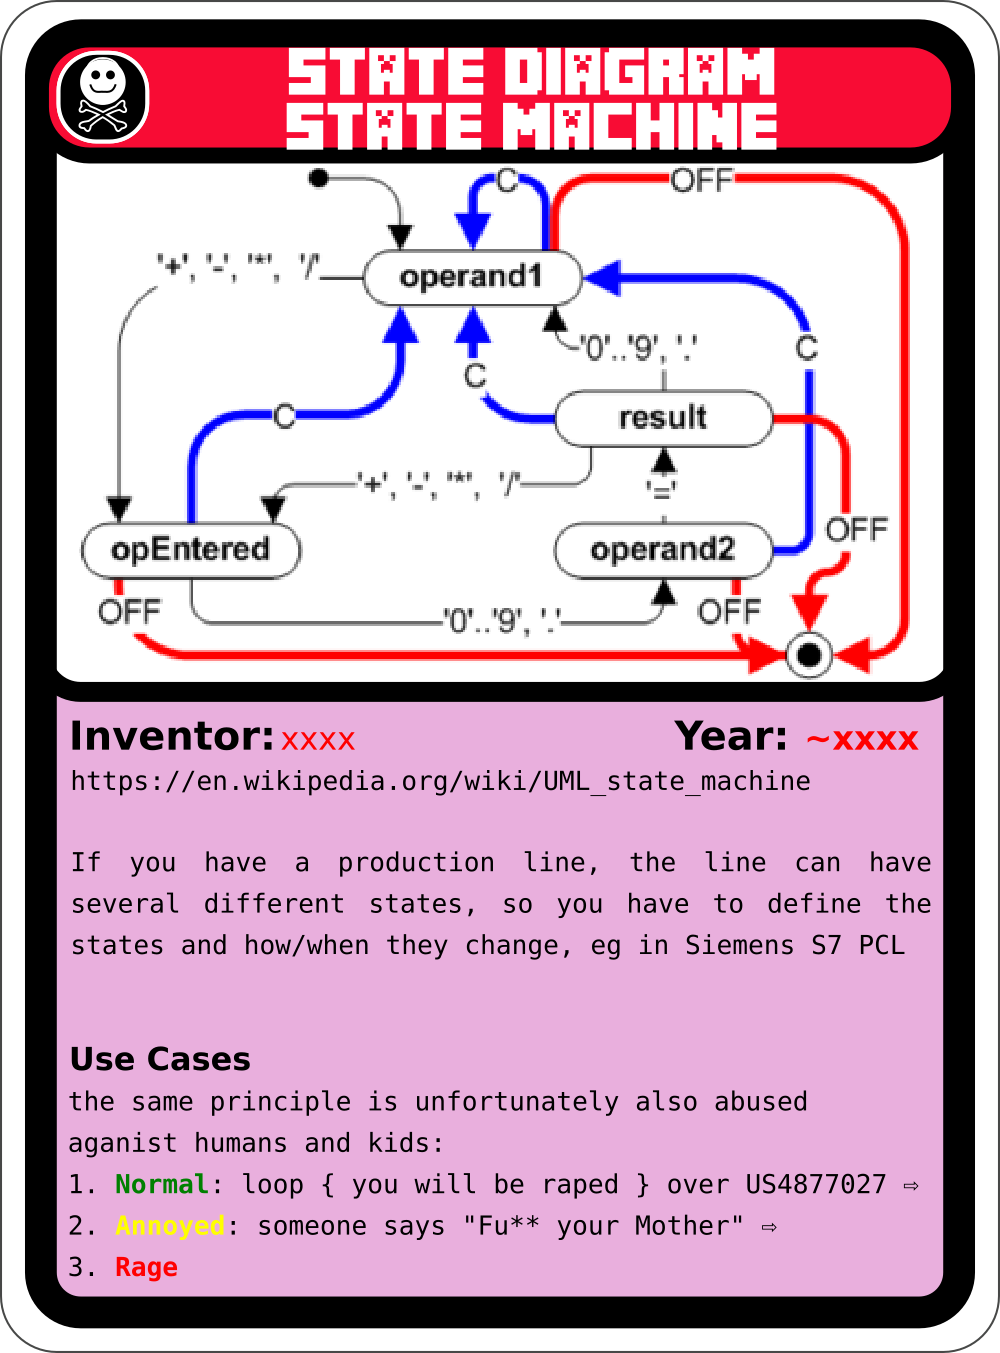 STATE DIAGRAM
STATE MACHINE
C
OFF
'+', '-', '*', '/'
operand1
'0'..'9', '.'
C
C
C
result
'+', '-', '*', '/'
'='
OFF
opEntered
operand2
OFF
'0'..'9', '.'
OFF
Inventor: xxxx
Year: ~xxxx
https://en.wikipedia.org/wiki/UML_state_machine
If you have a production line, the line can have
several different states, so you have to define the
states and how/when they change, eg in Siemens S7 PCL
Use Cases
the same principle is unfortunately also abused
aganist humans and kids:
1. Normal: loop { you will be raped } over US4877027 ⇨
2. Annoyed: someone says "Fu** your Mother" ⇨
3. Rage